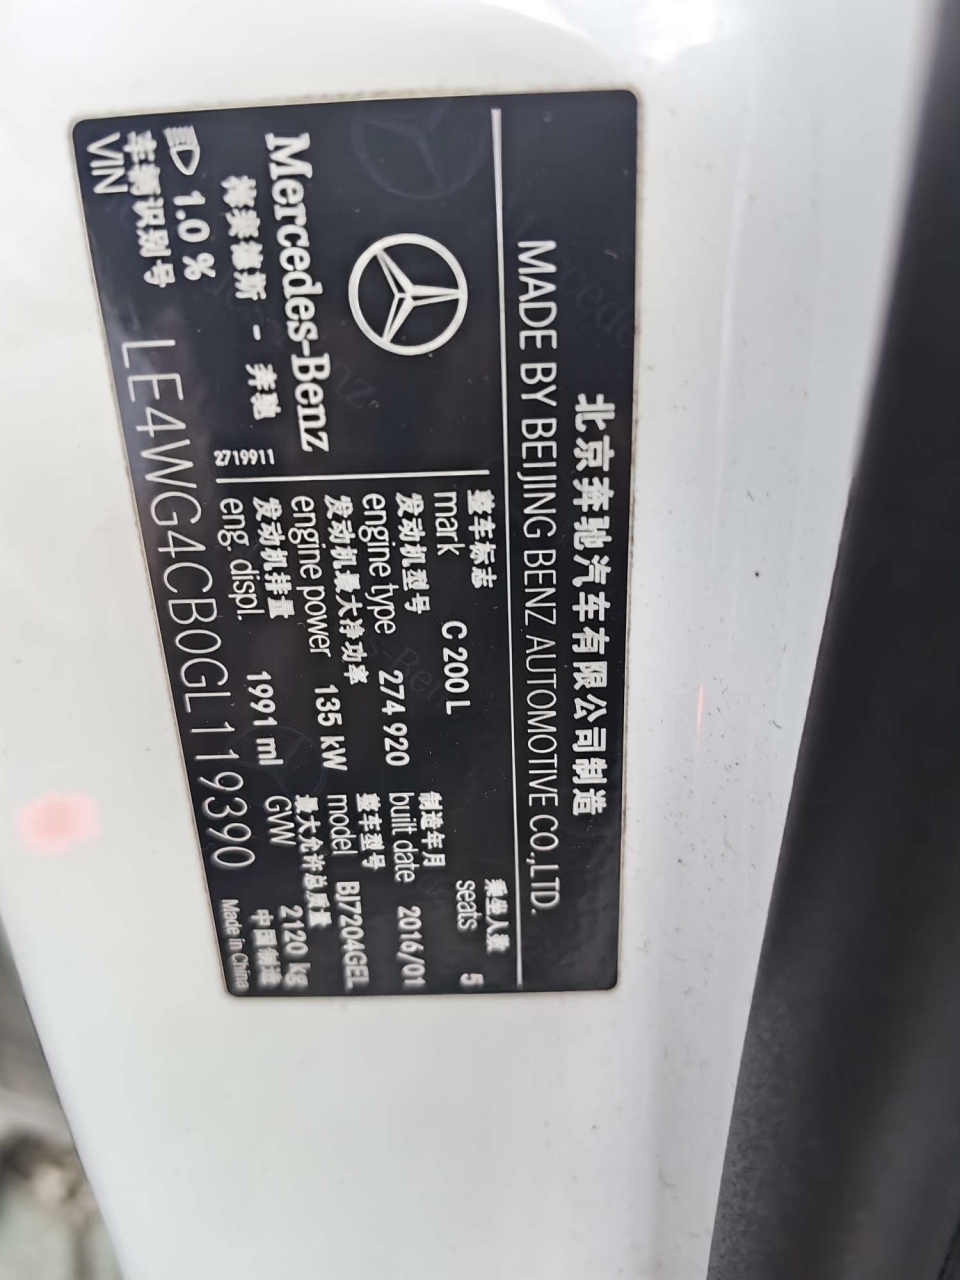 北京奔驰汽车有限公司制造
MADE BY BEIJING BENZ AUTOMOTIVE CO.,LTD.
乘坐人数
seats 5
整车标志
mark C 200 L
制造年月
built date 2016/01
发动机型号
engine type 274 920
整车型号
model BJ7204GEL
发动机最大净功率
engine power 135 kW
最大允许总质量
GVW 2120 kg
发动机排量
eng. displ. 1991 ml
中国制造
Made in China
Mercedes-Benz
梅赛德斯 - 奔驰
2719911
1.0 %
车辆识别号
VIN LE4WG4CB0GL119390